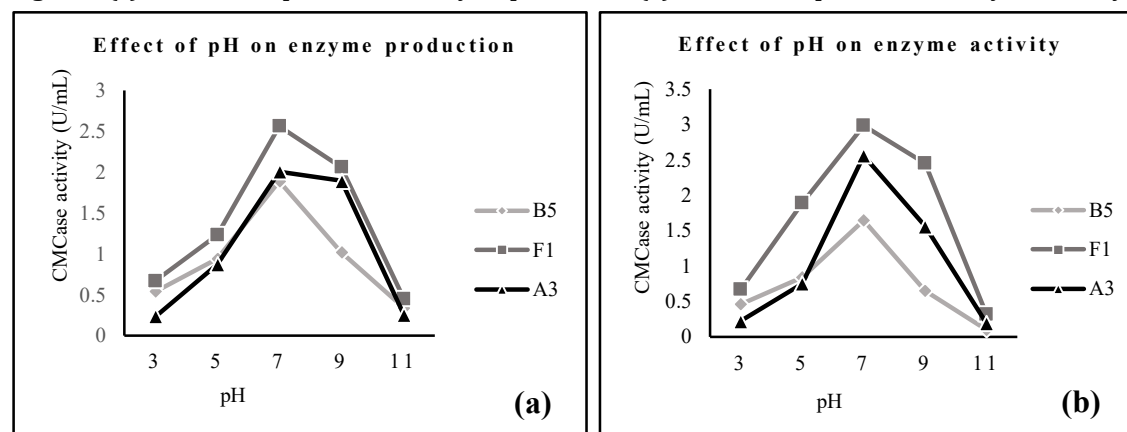 Effect of pH on enzyme production
CMCase activity (U/mL)
3
2.5
2
1.5
1
0.5
0
3 5 7 9 11
pH
B5
F1
A3
(a)
Effect of pH on enzyme activity
CMCase activity (U/mL)
3.5
3
2.5
2
1.5
1
0.5
0
3 5 7 9 11
pH
B5
F1
A3
(b)